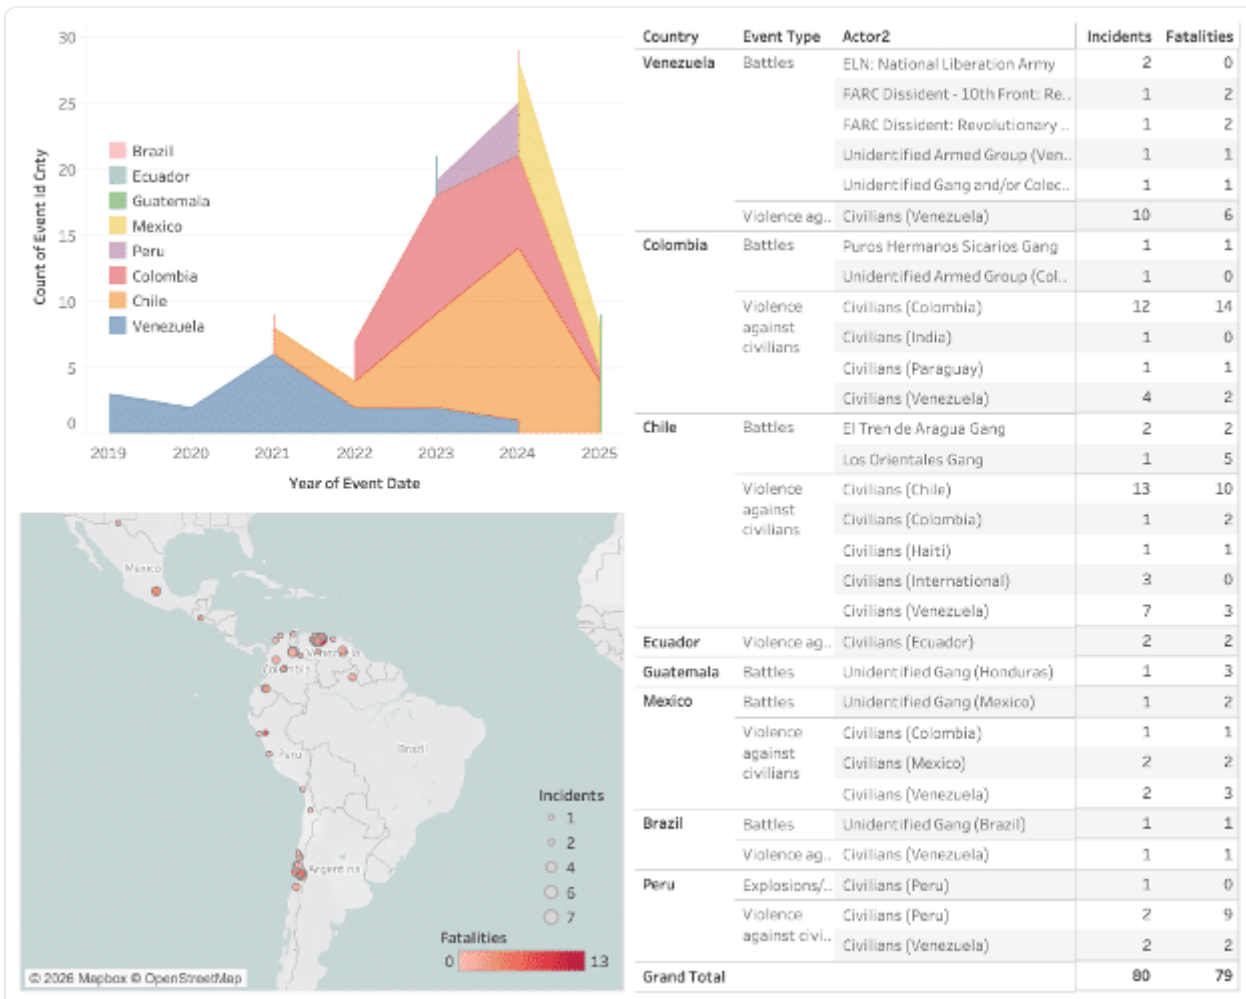 30
25
20
15
10
5
0
Count of Event Id Cnty
Brazil
Ecuador
Guatemala
Mexico
Peru
Colombia
Chile
Venezuela
2019 2020 2021 2022 2023 2024 2025
Year of Event Date
Mexico
Venezuela
Colombia
Peru
Brazil
Argentina
Incidents
1
2
4
6
7
Fatalities
0 13
© 2026 Mapbox © OpenStreetMap
Country Event Type Actor2 Incidents Fatalities
Venezuela Battles ELN: National Liberation Army 2 0
FARC Dissident - 10th Front: Re.. 1 2
FARC Dissident: Revolutionary .. 1 2
Unidentified Armed Group (Ven.. 1 1
Unidentified Gang and/or Colec.. 1 1
Violence ag.. Civilians (Venezuela) 10 6
Colombia Battles Puros Hermanos Sicarios Gang 1 1
Unidentified Armed Group (Col.. 1 0
Violence against civilians Civilians (Colombia) 12 14
Civilians (India) 1 0
Civilians (Paraguay) 1 1
Civilians (Venezuela) 4 2
Chile Battles El Tren de Aragua Gang 2 2
Los Orientales Gang 1 5
Violence against civilians Civilians (Chile) 13 10
Civilians (Colombia) 1 2
Civilians (Haiti) 1 1
Civilians (International) 3 0
Civilians (Venezuela) 7 3
Ecuador Violence ag.. Civilians (Ecuador) 2 2
Guatemala Battles Unidentified Gang (Honduras) 1 3
Mexico Battles Unidentified Gang (Mexico) 1 2
Violence against civilians Civilians (Colombia) 1 1
Civilians (Mexico) 2 2
Civilians (Venezuela) 2 3
Brazil Battles Unidentified Gang (Brazil) 1 1
Violence ag.. Civilians (Venezuela) 1 1
Peru Explosions/.. Civilians (Peru) 1 0
Violence against civi.. Civilians (Peru) 2 9
Civilians (Venezuela) 2 2
Grand Total 80 79